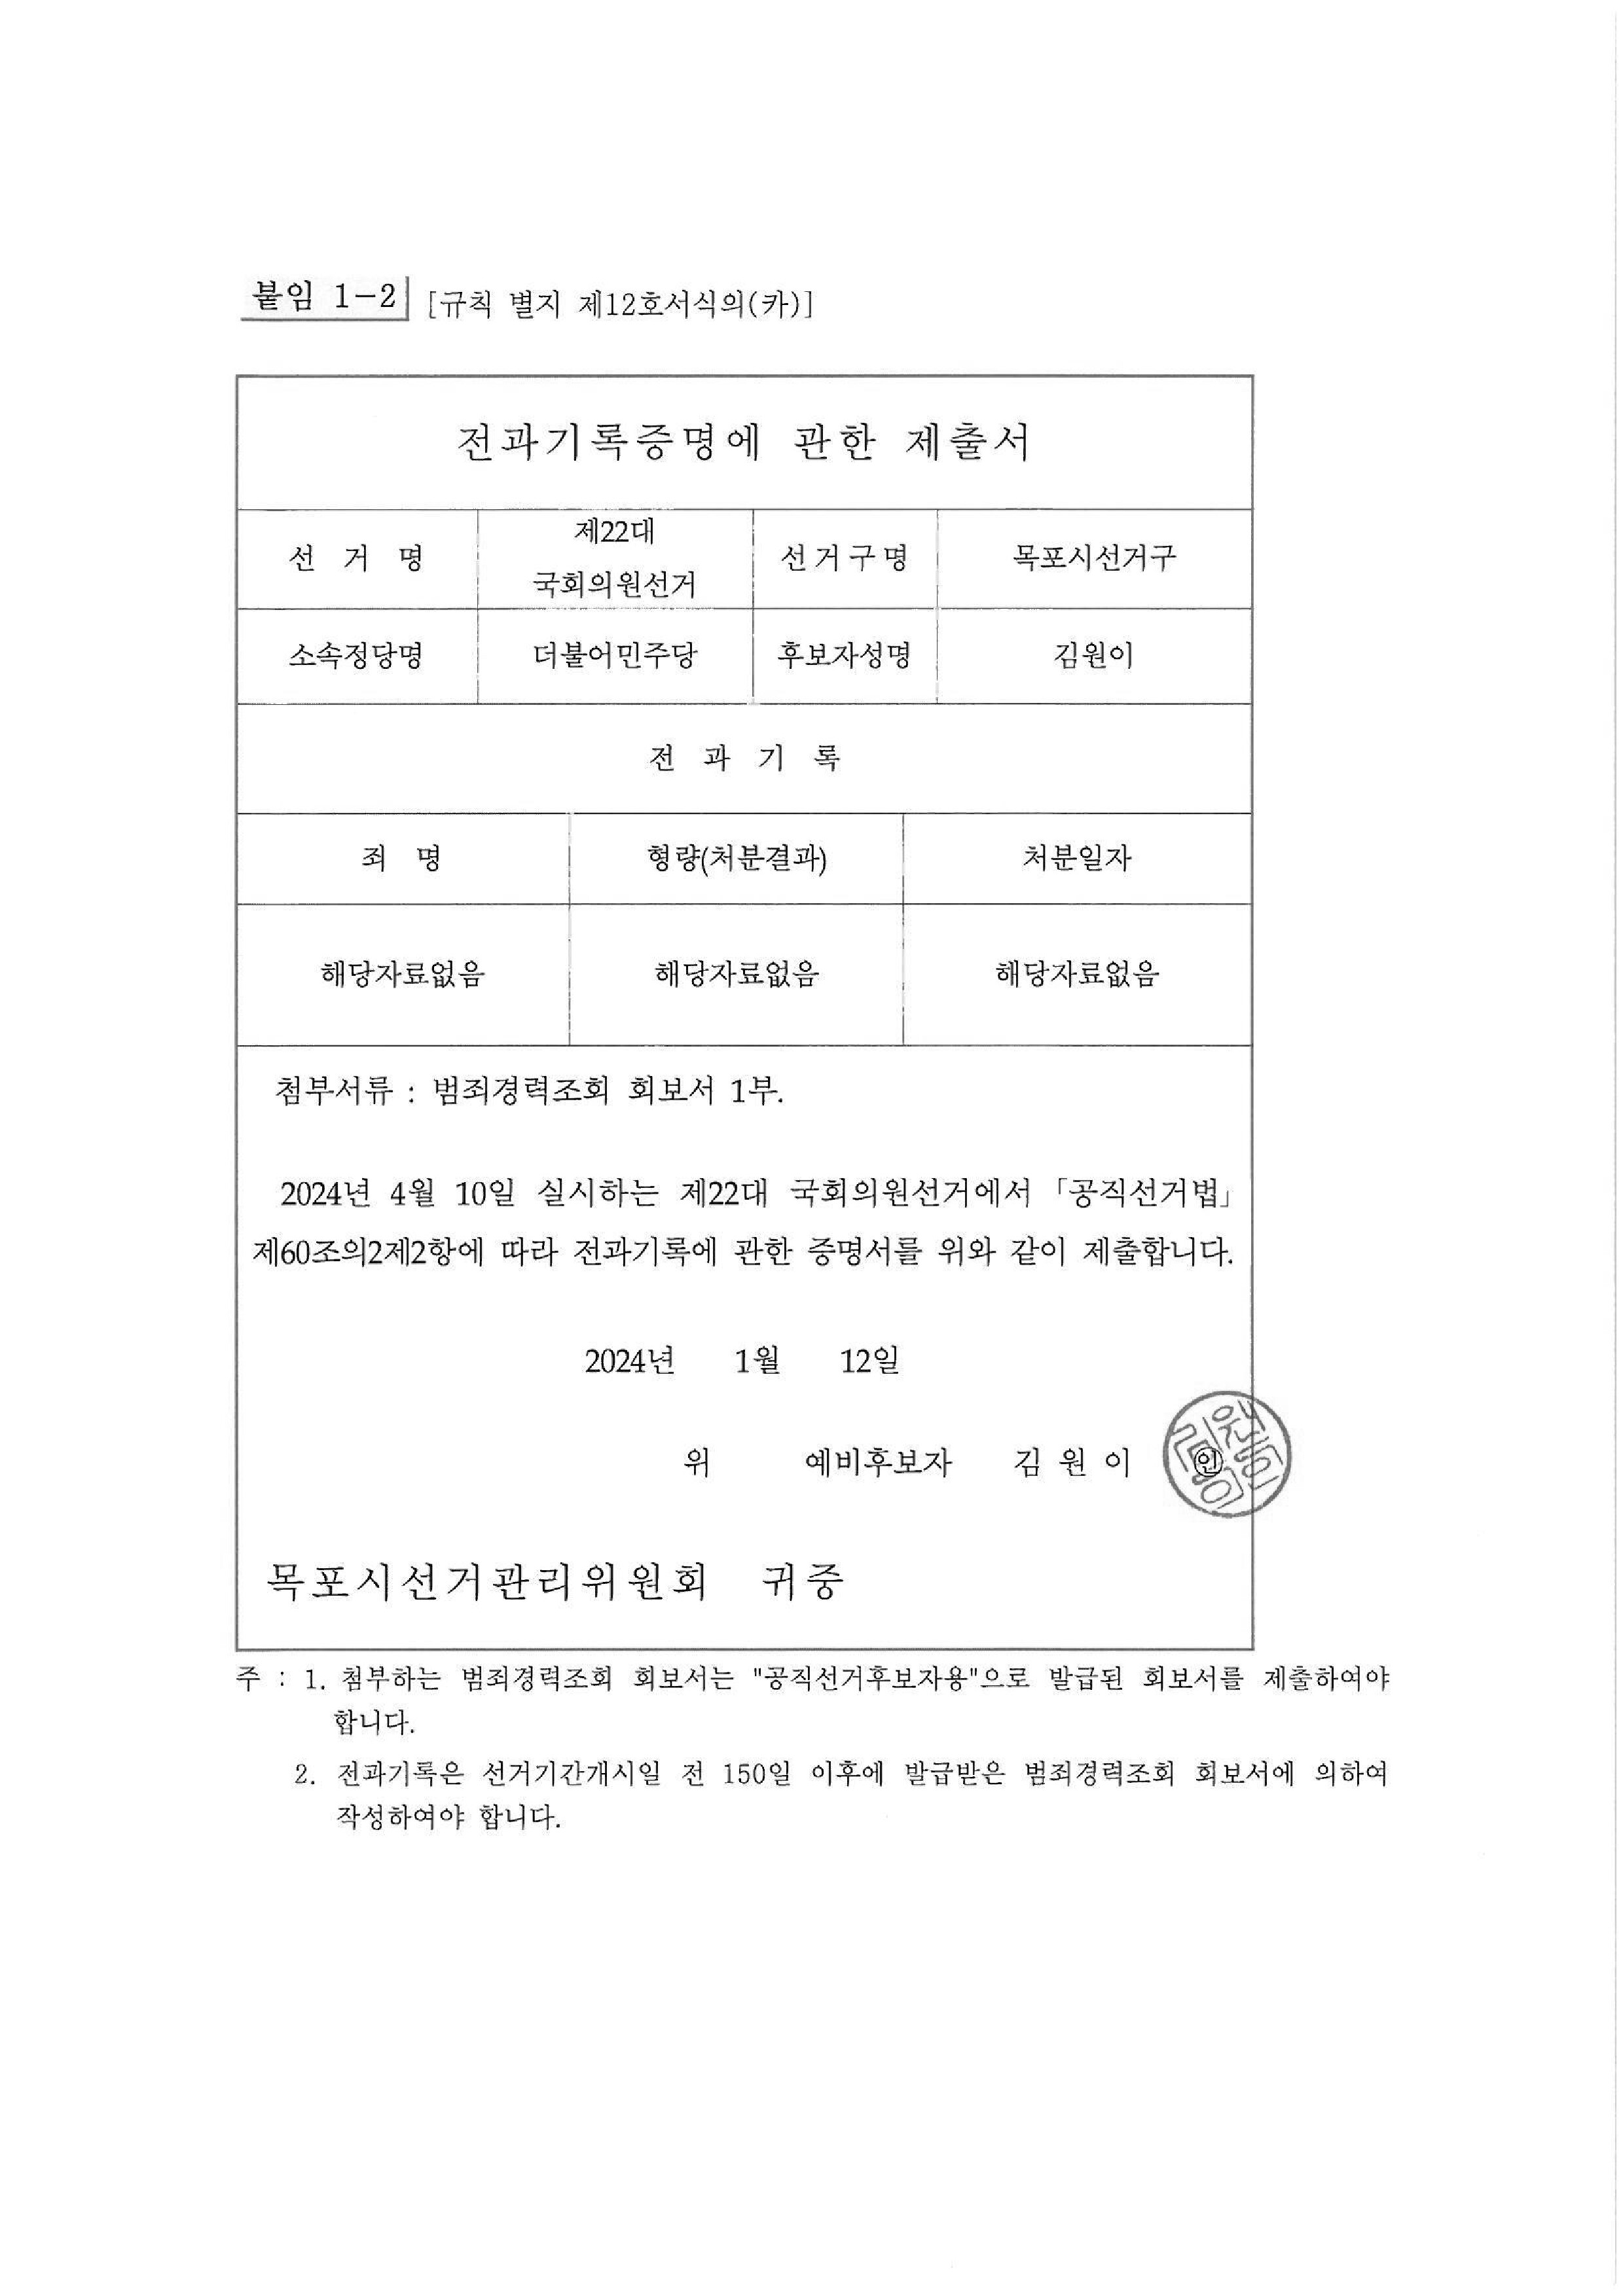 붙임 1-2 [규칙 별지 제12호서식의(카)]
전과기록증명에 관한 제출서
선 거 명
제22대
국회의원선거
선거구명
목포시선거구
소속정당명
더불어민주당
후보자성명
김원이
전 과 기 록
죄 명
형량(처분결과)
처분일자
해당자료없음
해당자료없음
해당자료없음
첨부서류 : 범죄경력조회 회보서 1부.
2024년 4월 10일 실시하는 제22대 국회의원선거에서 「공직선거법」
제60조의2제2항에 따라 전과기록에 관한 증명서를 위와 같이 제출합니다.
2024년 1월 12일
위 예비후보자 김 원 이 ㊞
목포시선거관리위원회 귀중
주 : 1. 첨부하는 범죄경력조회 회보서는 "공직선거후보자용"으로 발급된 회보서를 제출하여야
합니다.
2. 전과기록은 선거기간개시일 전 150일 이후에 발급받은 범죄경력조회 회보서에 의하여
작성하여야 합니다.